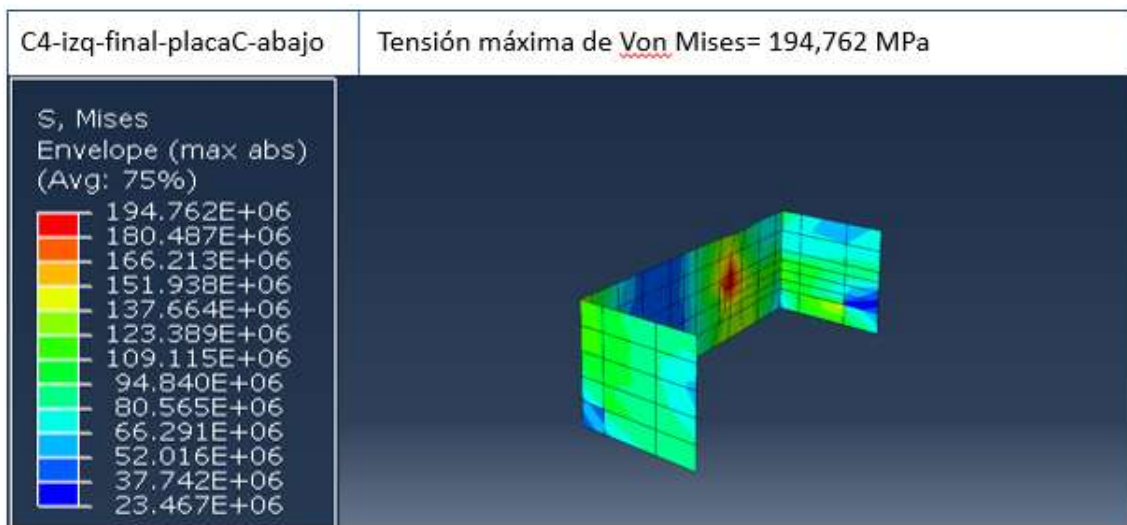 C4-izq-final-placaC-abajo
Tensión máxima de Von Mises= 194,762 MPa
S, Mises
Envelope (max abs)
(Avg: 75%)
194.762E+06
180.487E+06
166.213E+06
151.938E+06
137.664E+06
123.389E+06
109.115E+06
94.840E+06
80.565E+06
66.291E+06
52.016E+06
37.742E+06
23.467E+06